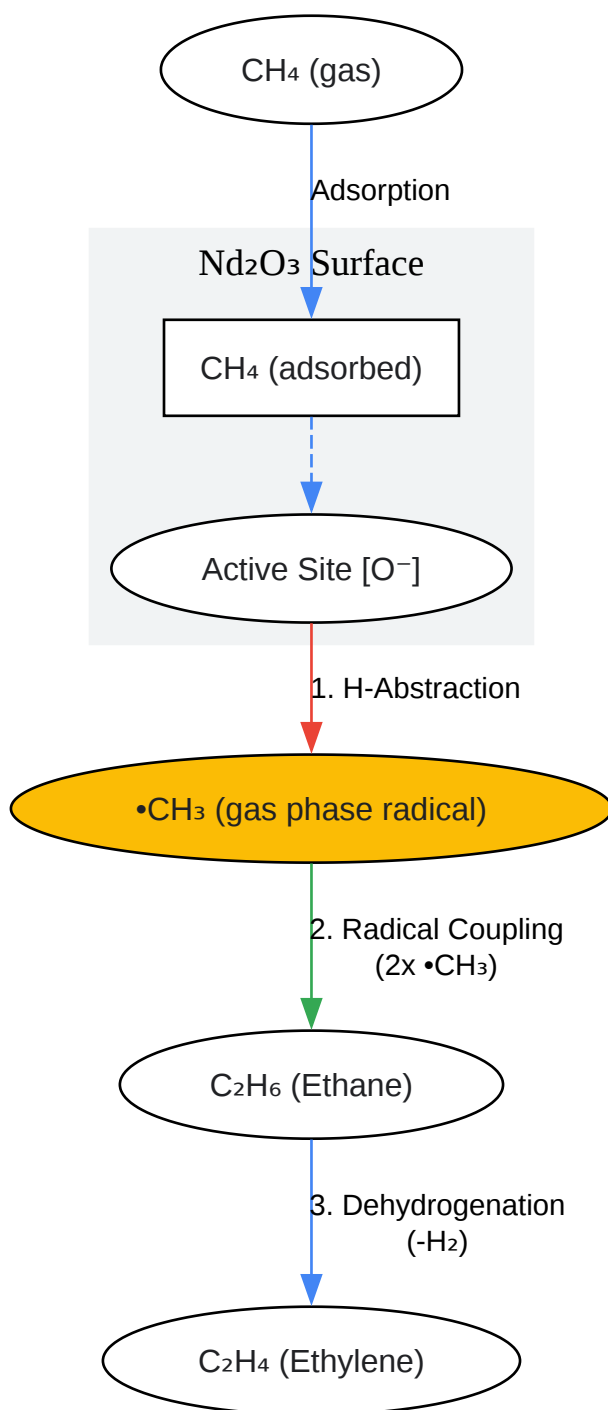 CH₄ (gas)
Adsorption
Nd₂O₃ Surface
CH₄ (adsorbed)
Active Site [O⁻]
1. H-Abstraction
•CH₃ (gas phase radical)
2. Radical Coupling
(2x •CH₃)
C₂H₆ (Ethane)
3. Dehydrogenation
(-H₂)
C₂H₄ (Ethylene)